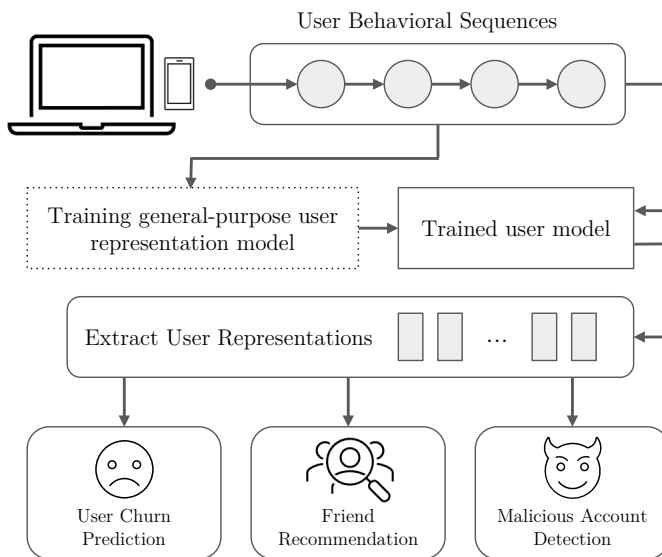 User Behavioral Sequences
Training general-purpose user
representation model
Trained user model
Extract User Representations
...
User Churn
Prediction
Friend
Recommendation
Malicious Account
Detection